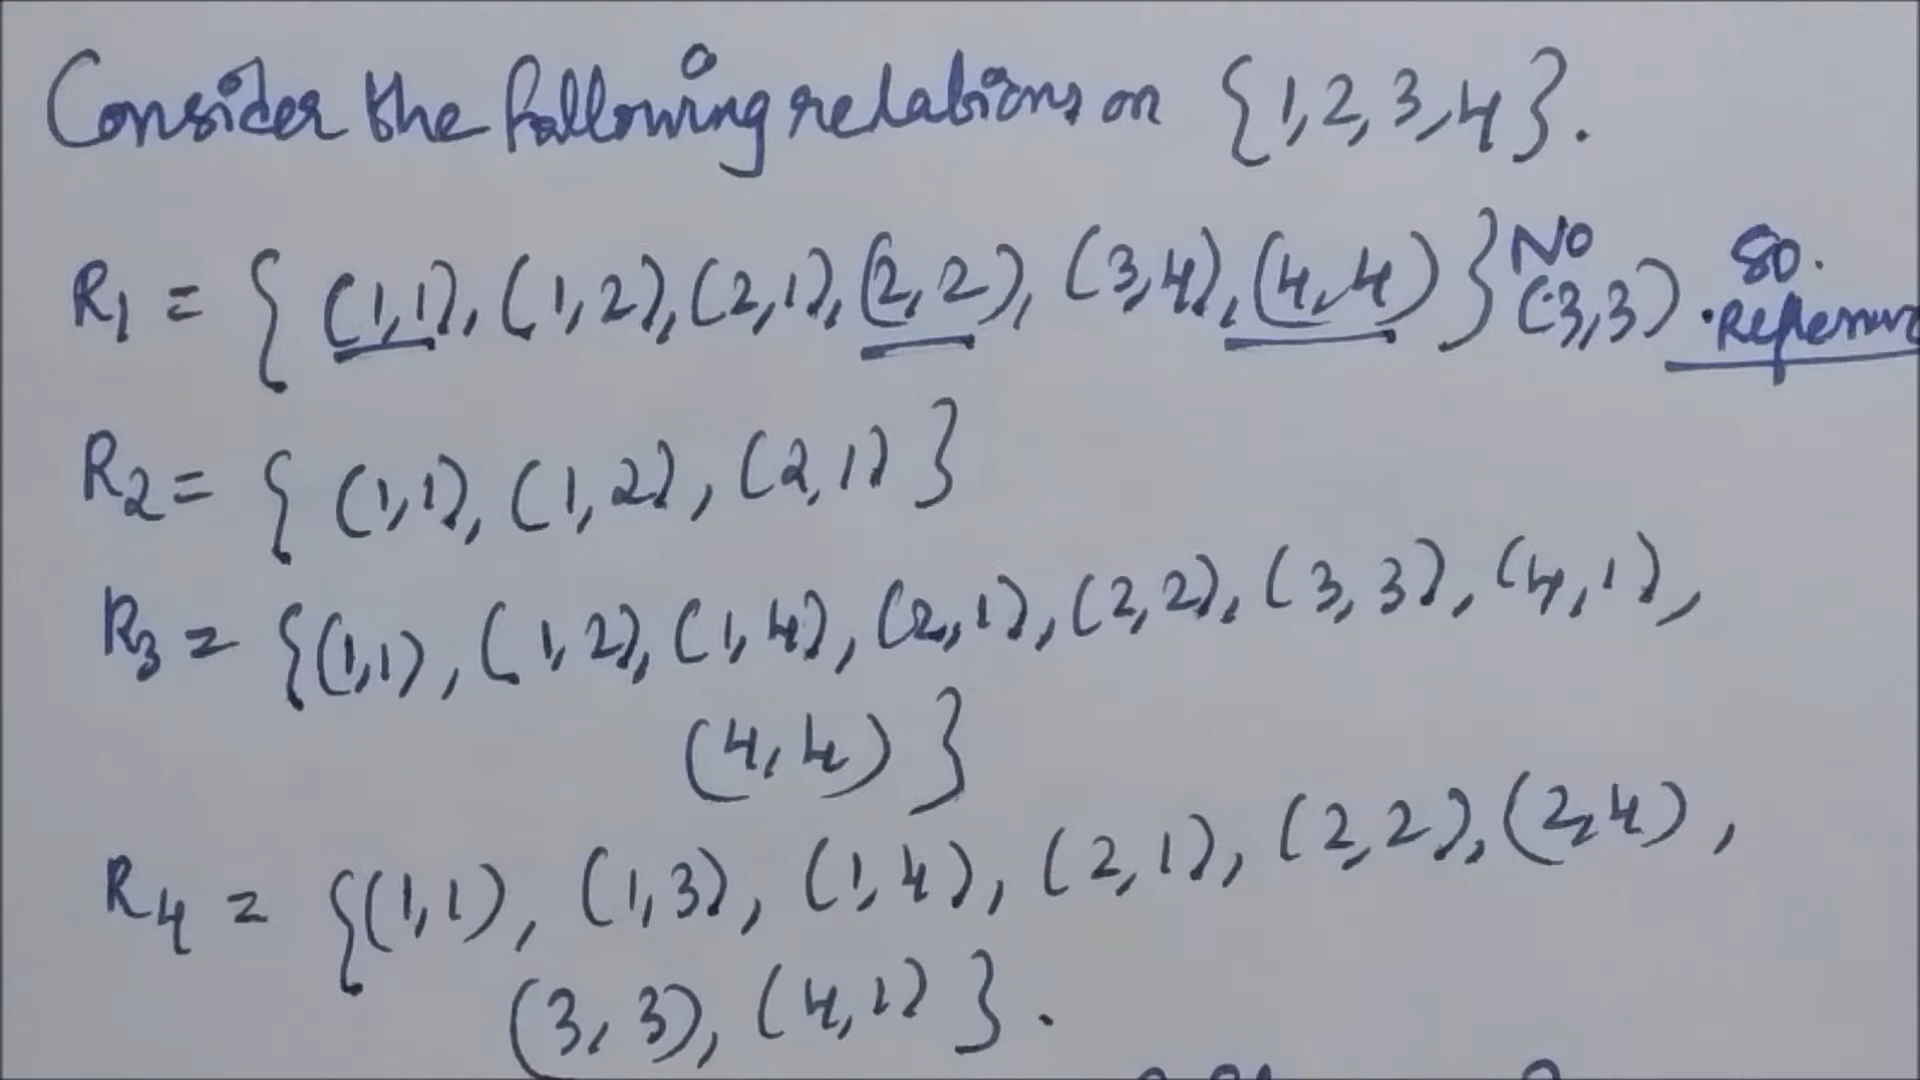 Consider the following relations on {1,2,3,4}.
R1 = { (1,1), (1,2), (2,1), (2,2), (3,4), (4,4) } No (3,3) So.
R2 = { (1,1), (1,2), (2,1) }
R3 = {(1,1), (1,2), (1,4), (2,1), (2,2), (3,3), (4,1),
(4,4) }
R4 = {(1,1), (1,3), (1,4), (2,1), (2,2), (2,4),
(3,3), (4,1) }.